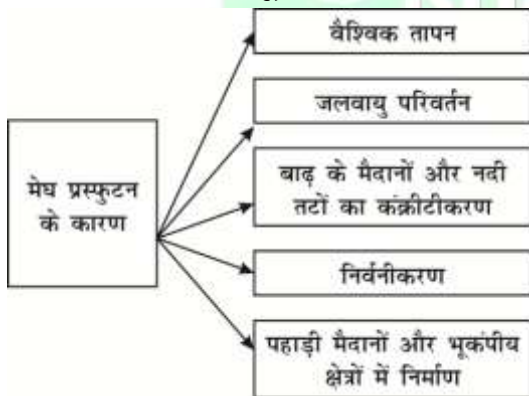 मेघ प्रस्फुटन
के कारण
वैश्विक तापन
जलवायु परिवर्तन
बाढ़ के मैदानों और नदी
तटों का कंक्रीटीकरण
निर्वनीकरण
पहाड़ी मैदानों और भूकंपीय
क्षेत्रों में निर्माण